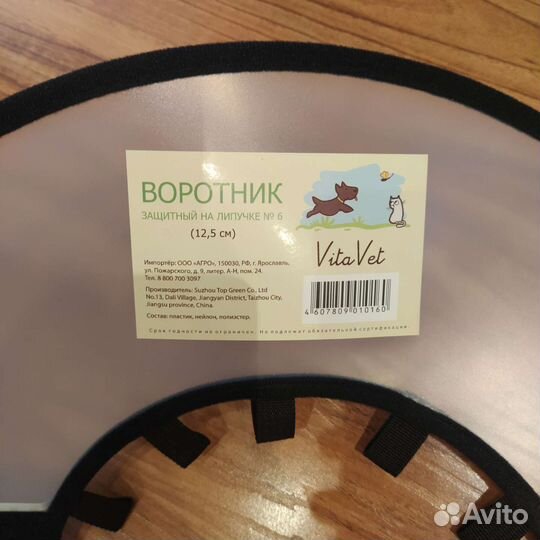 ВОРОТНИК
ЗАЩИТНЫЙ НА ЛИПУЧКЕ № 6
(12,5 см)
Импортёр: ООО «АГРО», 150030, РФ, г. Ярославль,
ул. Пожарского, д. 9, литер. А-Н, пом. 24.
Тел. 8 800 700 3097
Производитель: Suzhou Top Green Co., Ltd
No.13, Dali Village, Jiangyan District, Taizhou City,
Jiangsu province, China.
Состав: пластик, нейлон, полиэстер.
VitaVet
4 607809 010160
Срок годности не ограничен. Не подлежит обязательной сертификации.
Avito